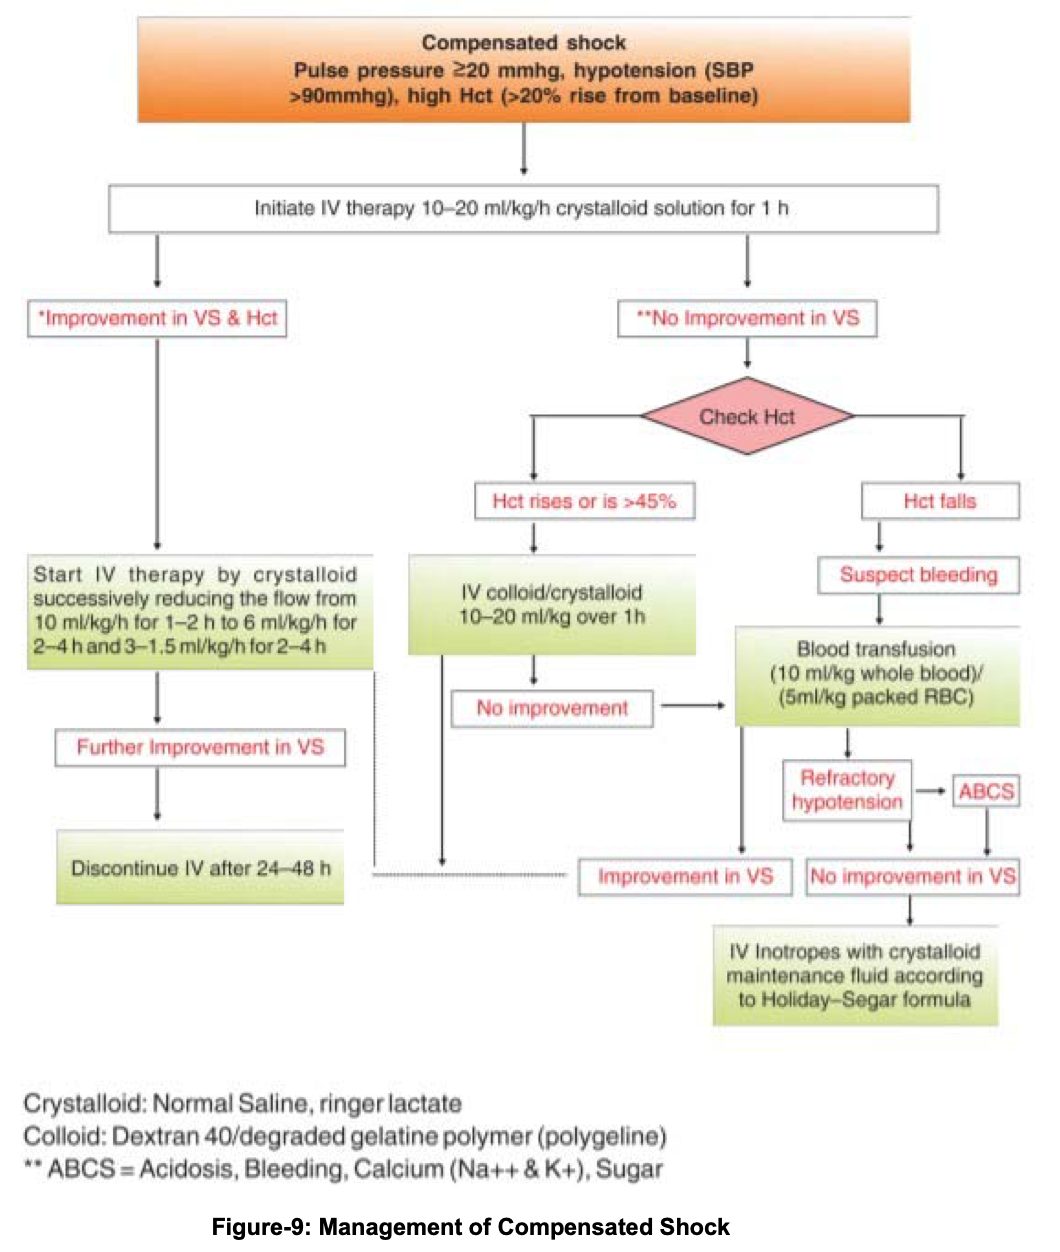 Compensated shock
Pulse pressure ≥20 mmhg, hypotension (SBP
>90mmhg), high Hct (>20% rise from baseline)
Initiate IV therapy 10–20 ml/kg/h crystalloid solution for 1 h
*Improvement in VS & Hct
**No Improvement in VS
Check Hct
Hct rises or is >45%
Hct falls
Suspect bleeding
Start IV therapy by crystalloid
successively reducing the flow from
10 ml/kg/h for 1–2 h to 6 ml/kg/h for
2–4 h and 3–1.5 ml/kg/h for 2–4 h
IV colloid/crystalloid
10–20 ml/kg over 1h
Blood transfusion
(10 ml/kg whole blood)/
(5ml/kg packed RBC)
No improvement
Further Improvement in VS
Refractory
hypotension
ABCS
Discontinue IV after 24–48 h
Improvement in VS
No improvement in VS
IV Inotropes with crystalloid
maintenance fluid according
to Holiday–Segar formula
Crystalloid: Normal Saline, ringer lactate
Colloid: Dextran 40/degraded gelatine polymer (polygeline)
** ABCS = Acidosis, Bleeding, Calcium (Na++ & K+), Sugar
Figure-9: Management of Compensated Shock